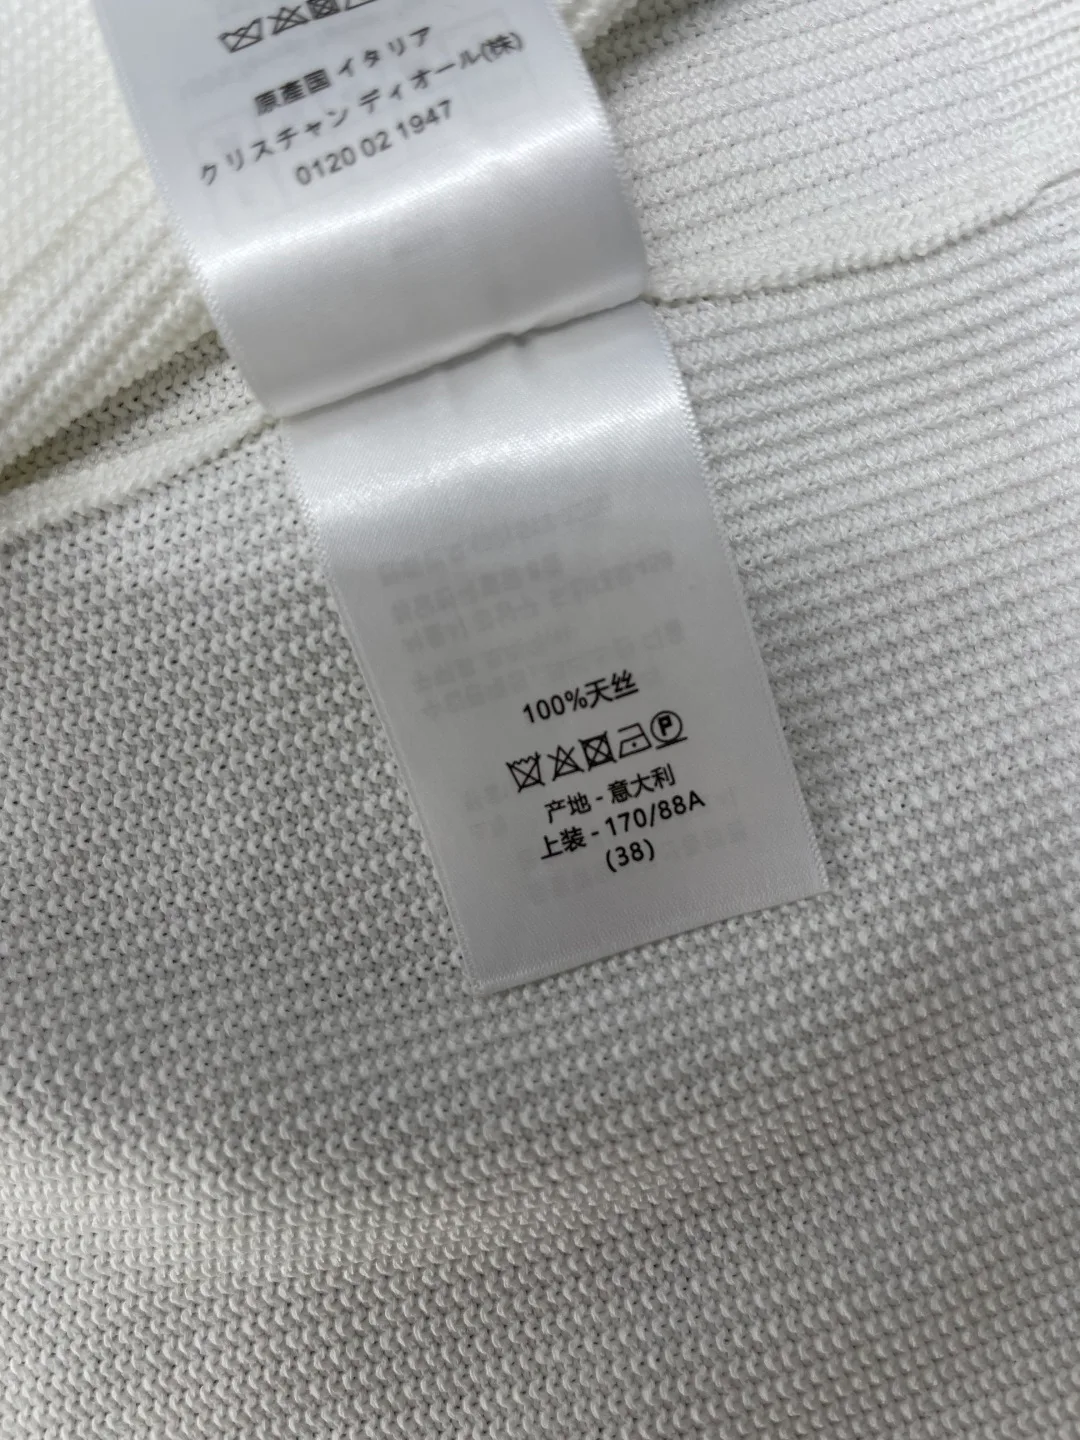 原産国 イタリア
クリスチャン ディオール(株)
0120 02 1947
100%天丝
P
产地 - 意大利
上装 - 170/88A
(38)